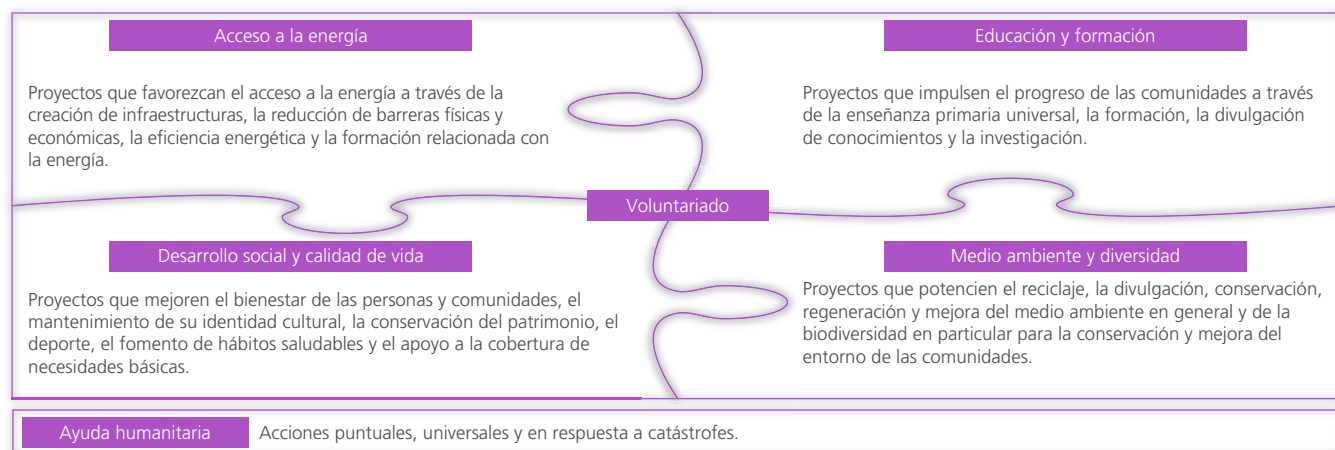 Acceso a la energía
Proyectos que favorezcan el acceso a la energía a través de la
creación de infraestructuras, la reducción de barreras físicas y
económicas, la eficiencia energética y la formación relacionada con
la energía.
Educación y formación
Proyectos que impulsen el progreso de las comunidades a través
de la enseñanza primaria universal, la formación, la divulgación
de conocimientos y la investigación.
Voluntariado
Desarrollo social y calidad de vida
Proyectos que mejoren el bienestar de las personas y comunidades, el
mantenimiento de su identidad cultural, la conservación del patrimonio, el
deporte, el fomento de hábitos saludables y el apoyo a la cobertura de
necesidades básicas.
Medio ambiente y diversidad
Proyectos que potencien el reciclaje, la divulgación, conservación,
regeneración y mejora del medio ambiente en general y de la
biodiversidad en particular para la conservación y mejora del
entorno de las comunidades.
Ayuda humanitaria
Acciones puntuales, universales y en respuesta a catástrofes.